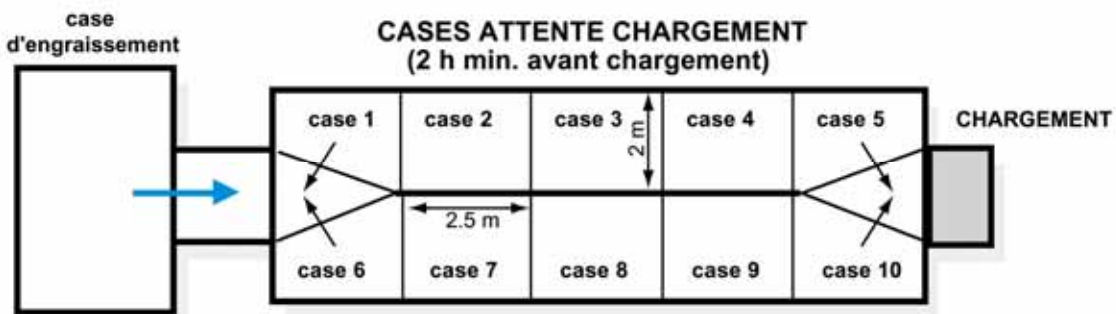 case
d'engraissement
CASES ATTENTE CHARGEMENT
(2 h min. avant chargement)
case 1
case 2
case 3
case 4
case 5
CHARGEMENT
2 m
2.5 m
case 6
case 7
case 8
case 9
case 10